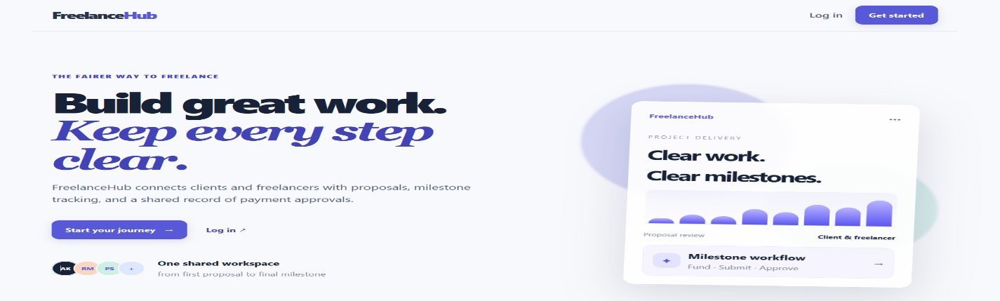 FreelanceHub
Log in
Get started
THE FAIRER WAY TO FREELANCE
Build great work.
Keep every step
clear.
FreelanceHub connects clients and freelancers with proposals, milestone
tracking, and a shared record of payment approvals.
Start your journey →
Log in ↗
AK RM PS +
One shared workspace
from first proposal to final milestone
FreelanceHub
•••
PROJECT DELIVERY
Clear work.
Clear milestones.
Proposal review
Client & freelancer
✦
Milestone workflow
Fund · Submit · Approve
→